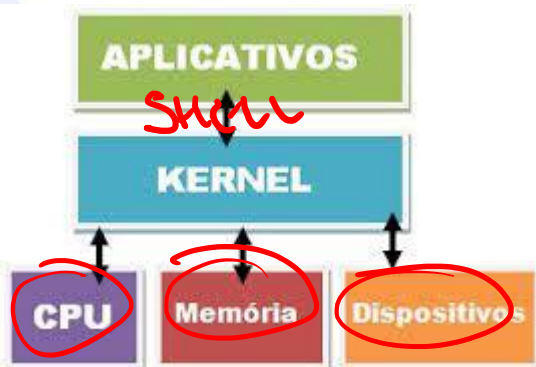 APLICATIVOS
SHELL
KERNEL
CPU
Memória
Dispositivos